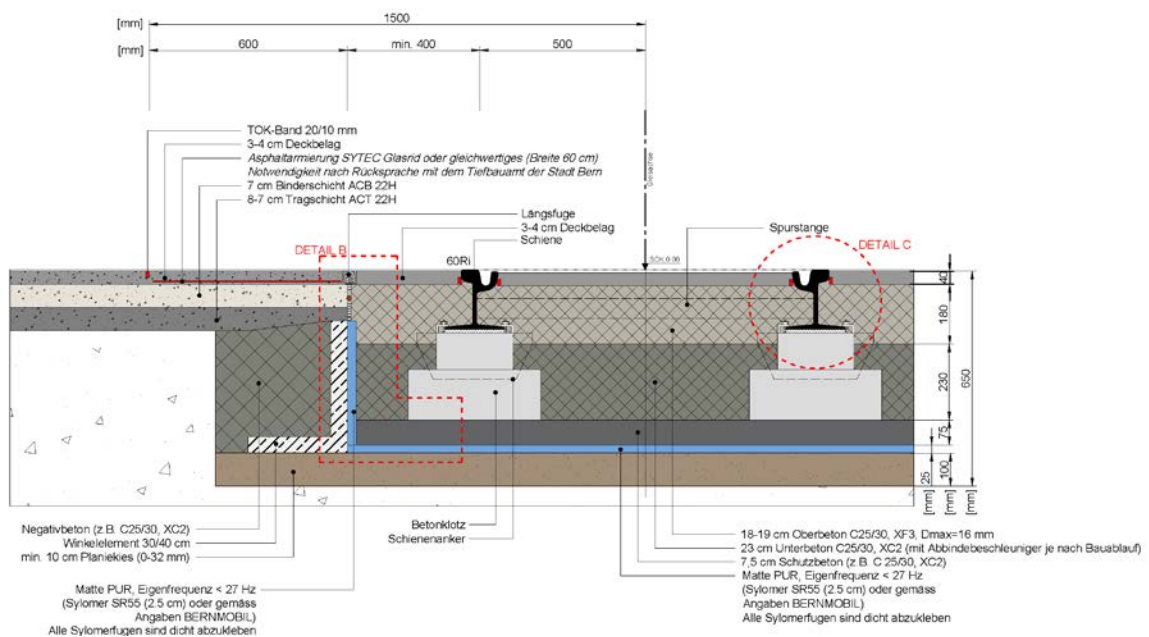 [mm]
1500
[mm]
600
min. 400
500
TOK-Band 20/10 mm
3-4 cm Deckbelag
Asphaltarmierung SYTEC Glasrid oder gleichwertiges (Breite 60 cm)
Notwendigkeit nach Rücksprache mit dem Tiefbauamt der Stadt Bern
7 cm Binderschicht ACB 22H
8-7 cm Tragschicht ACT 22H
Gleisachse
Längsfuge
3-4 cm Deckbelag
Schiene
Spurstange
DETAIL B
DETAIL C
60Ri
SOK 0.00
40
180
230
650
75
25
100
[mm]
[mm]
[mm]
Negativbeton (z.B. C25/30, XC2)
Winkelelement 30/40 cm
min. 10 cm Planiekies (0-32 mm)
Betonklotz
Schienenanker
18-19 cm Oberbeton C25/30, XF3, Dmax=16 mm
23 cm Unterbeton C25/30, XC2 (mit Abbindebeschleuniger je nach Bauablauf)
7,5 cm Schutzbeton (z.B. C 25/30, XC2)
Matte PUR, Eigenfrequenz < 27 Hz
(Sylomer SR55 (2.5 cm) oder gemäss
Angaben BERNMOBIL)
Alle Sylomerfugen sind dicht abzukleben
Matte PUR, Eigenfrequenz < 27 Hz
(Sylomer SR55 (2.5 cm) oder gemäss
Angaben BERNMOBIL)
Alle Sylomerfugen sind dicht abzukleben